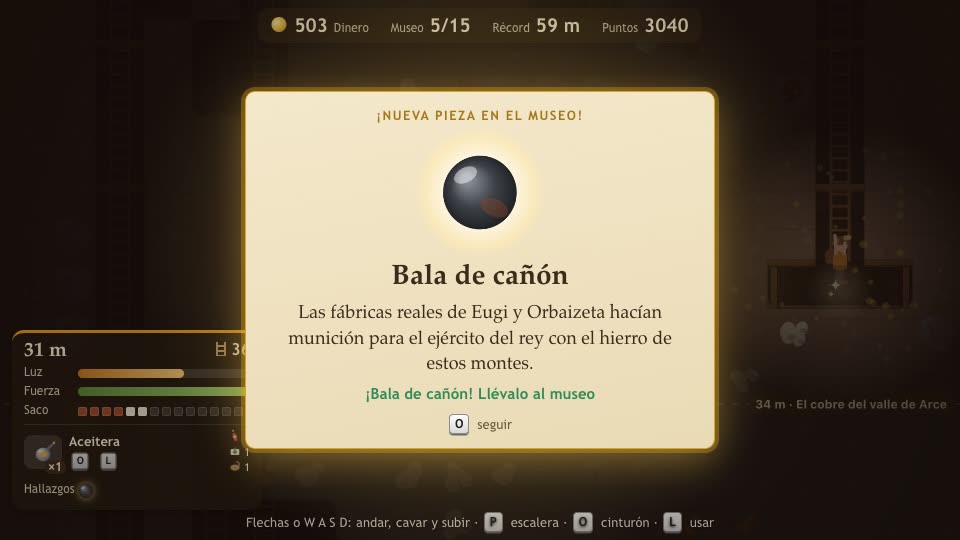 503 Dinero Museo 5/15 Récord 59 m Puntos 3040
¡NUEVA PIEZA EN EL MUSEO!
Bala de cañón
Las fábricas reales de Eugi y Orbaizeta hacían
munición para el ejército del rey con el hierro de
estos montes.
¡Bala de cañón! Llévalo al museo
O seguir
31 m
Luz
Fuerza
Saco
Aceitera
×1 O L
1
1
Hallazgos
34 m · El cobre del valle de Arce
Flechas o W A S D: andar, cavar y subir · P escalera · O cinturón · L usar